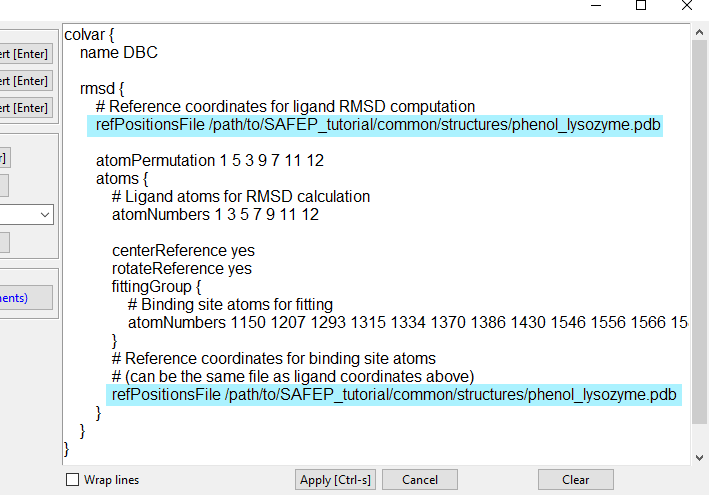 colvar {
name DBC
rmsd {
# Reference coordinates for ligand RMSD computation
refPositionsFile /path/to/SAFEP_tutorial/common/structures/phenol_lysozyme.pdb
atomPermutation 1 5 3 9 7 11 12
atoms {
# Ligand atoms for RMSD calculation
atomNumbers 1 3 5 7 9 11 12
centerReference yes
rotateReference yes
fittingGroup {
# Binding site atoms for fitting
atomNumbers 1150 1207 1293 1315 1334 1370 1386 1430 1546 1556 1566
}
# Reference coordinates for binding site atoms
# (can be the same file as ligand coordinates above)
refPositionsFile /path/to/SAFEP_tutorial/common/structures/phenol_lysozyme.pdb
}
}
}
ert [Enter]
ert [Enter]
ert [Enter]
r]
nents)
Wrap lines
Apply [Ctrl-s]
Cancel
Clear